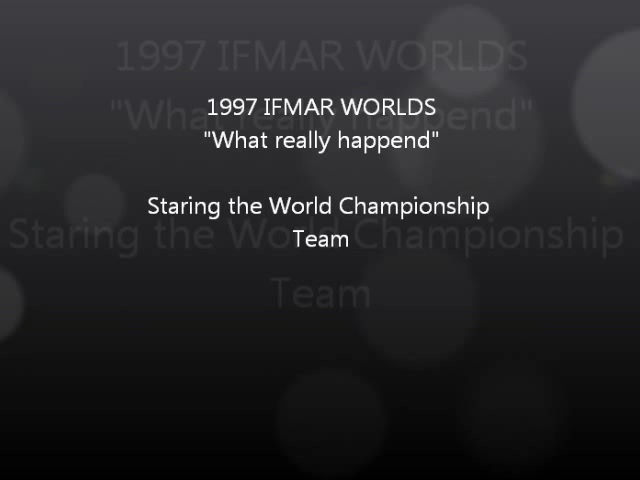 1997 IFMAR WORLDS
"What really happend"
Staring the World Championship
Team